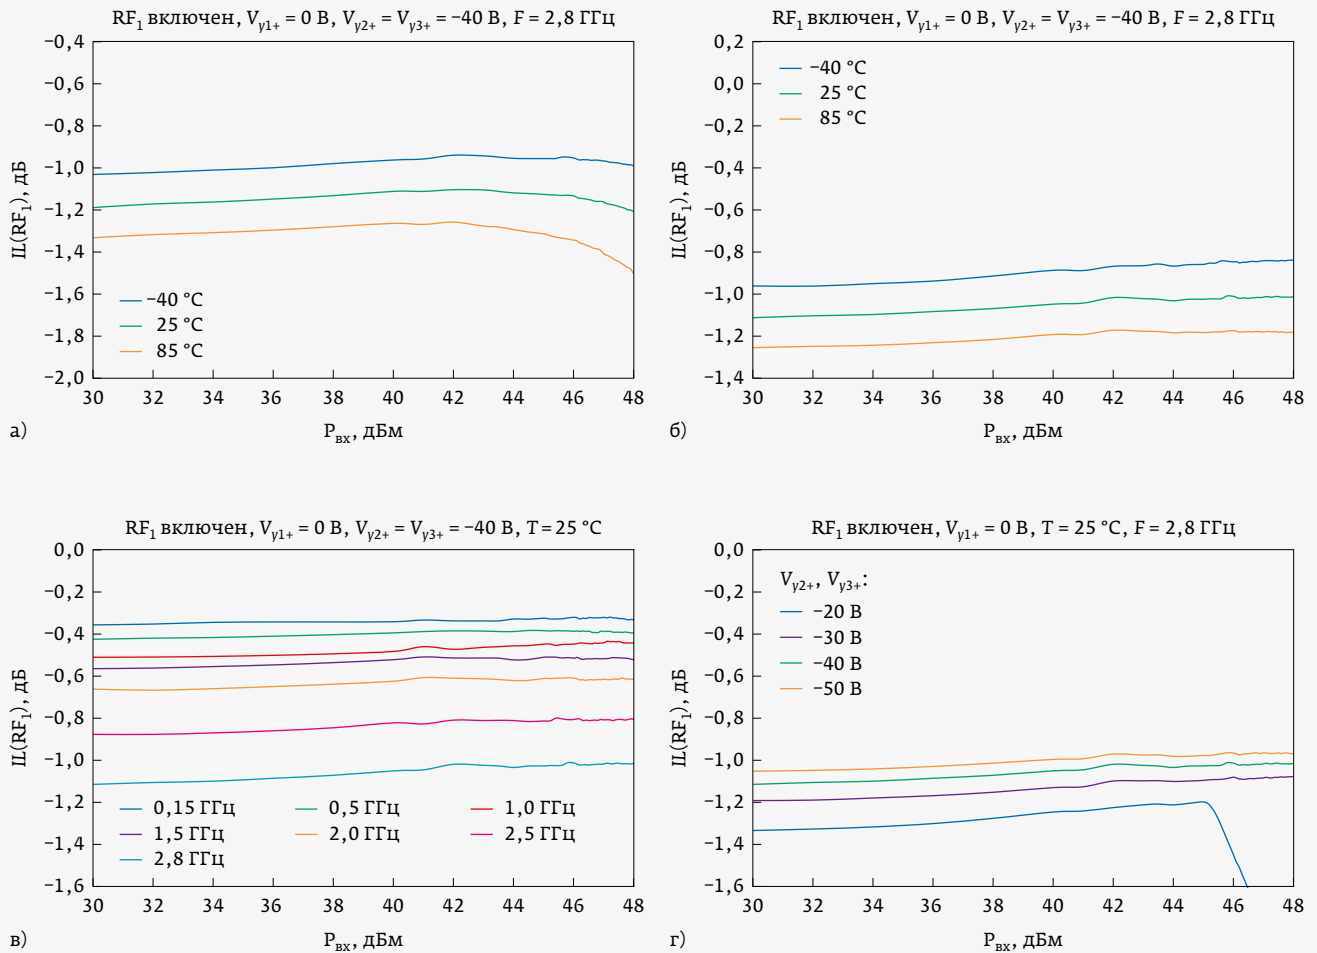 RF₁ включен, Vy1+ = 0 В, Vy2+ = Vy3+ = −40 В, F = 2,8 ГГц
−0,4
−0,6
−0,8
−1,0
−1,2
−1,4
−1,6
−1,8
−2,0
IL(RF₁), дБ
−40 °C
25 °C
85 °C
30 32 34 36 38 40 42 44 46 48
Pвх, дБм
а)
RF₁ включен, Vy1+ = 0 В, Vy2+ = Vy3+ = −40 В, F = 2,8 ГГц
0,2
0,0
−0,2
−0,4
−0,6
−0,8
−1,0
−1,2
−1,4
IL(RF₁), дБ
−40 °C
25 °C
85 °C
30 32 34 36 38 40 42 44 46 48
Pвх, дБм
б)
RF₁ включен, Vy1+ = 0 В, Vy2+ = Vy3+ = −40 В, T = 25 °C
0,0
−0,2
−0,4
−0,6
−0,8
−1,0
−1,2
−1,4
−1,6
IL(RF₁), дБ
0,15 ГГц 0,5 ГГц 1,0 ГГц
1,5 ГГц 2,0 ГГц 2,5 ГГц
2,8 ГГц
30 32 34 36 38 40 42 44 46 48
Pвх, дБм
в)
RF₁ включен, Vy1+ = 0 В, T = 25 °C, F = 2,8 ГГц
0,0
−0,2
−0,4
−0,6
−0,8
−1,0
−1,2
−1,4
−1,6
IL(RF₁), дБ
Vy2+, Vy3+:
−20 В
−30 В
−40 В
−50 В
30 32 34 36 38 40 42 44 46 48
Pвх, дБм
г)